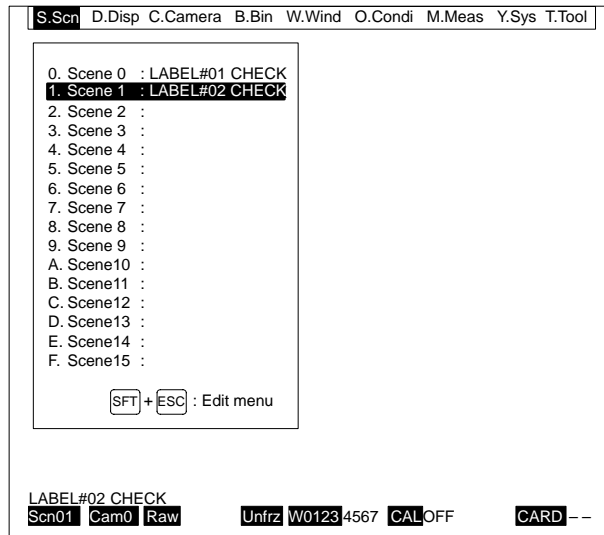 S.Scn D.Disp C.Camera B.Bin W.Wind O.Condi M.Meas Y.Sys T.Tool
0. Scene 0 : LABEL#01 CHECK
1. Scene 1 : LABEL#02 CHECK
2. Scene 2 :
3. Scene 3 :
4. Scene 4 :
5. Scene 5 :
6. Scene 6 :
7. Scene 7 :
8. Scene 8 :
9. Scene 9 :
A. Scene10 :
B. Scene11 :
C. Scene12 :
D. Scene13 :
E. Scene14 :
F. Scene15 :
SFT + ESC : Edit menu
LABEL#02 CHECK
Scn01 Cam0 Raw Unfrz W0123 4567 CAL OFF CARD – –